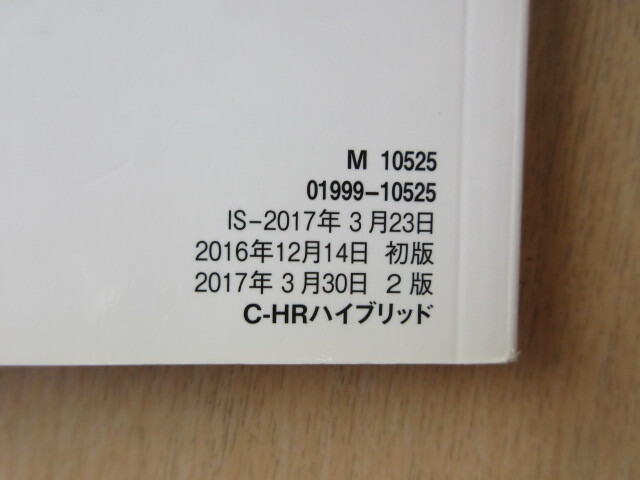 M 10525
01999-10525
IS-2017年 3月23日
2016年12月14日 初版
2017年 3月30日 2版
C-HRハイブリッド